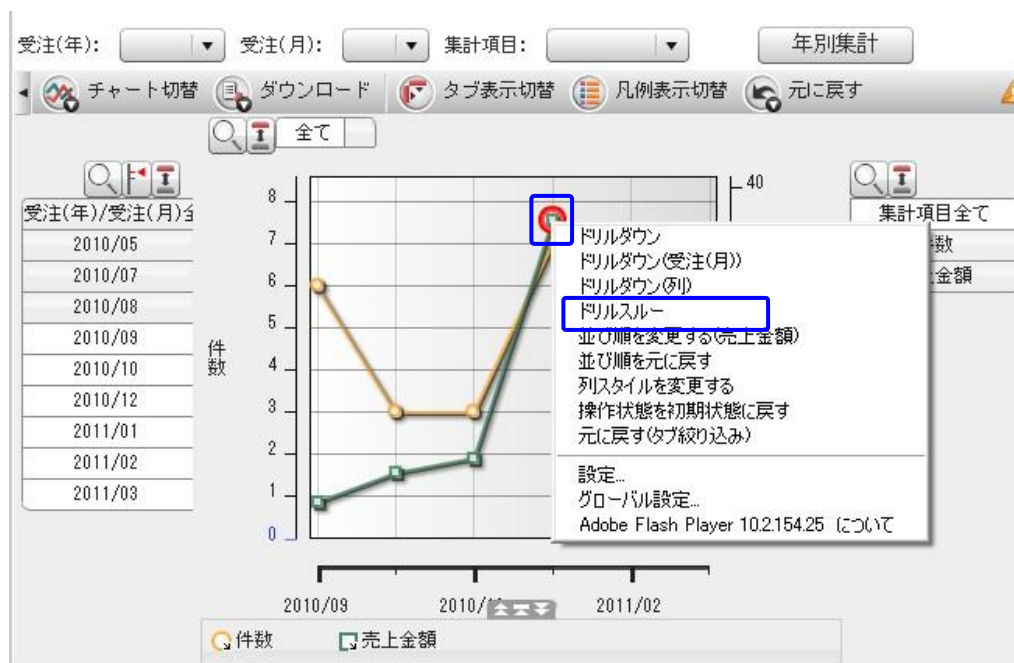 受注(年):
受注(月):
集計項目:
年別集計
チャート切替
ダウンロード
タブ表示切替
凡例表示切替
元に戻す
全て
受注(年)/受注(月)
2010/05
2010/07
2010/08
2010/09
2010/10
2010/12
2011/01
2011/02
2011/03
件数
8
7
6
5
4
3
2
1
0
40
2010/09
2010/
2011/02
ドリルダウン
ドリルダウン(受注(月))
ドリルダウン(列)
ドリルスルー
並び順を変更する(売上金額)
並び順を元に戻す
列スタイルを変更する
操作状態を初期状態に戻す
元に戻す(タブ絞り込み)
設定...
グローバル設定...
Adobe Flash Player 10.2.154.25 について
集計項目全て
数
金額
件数
売上金額